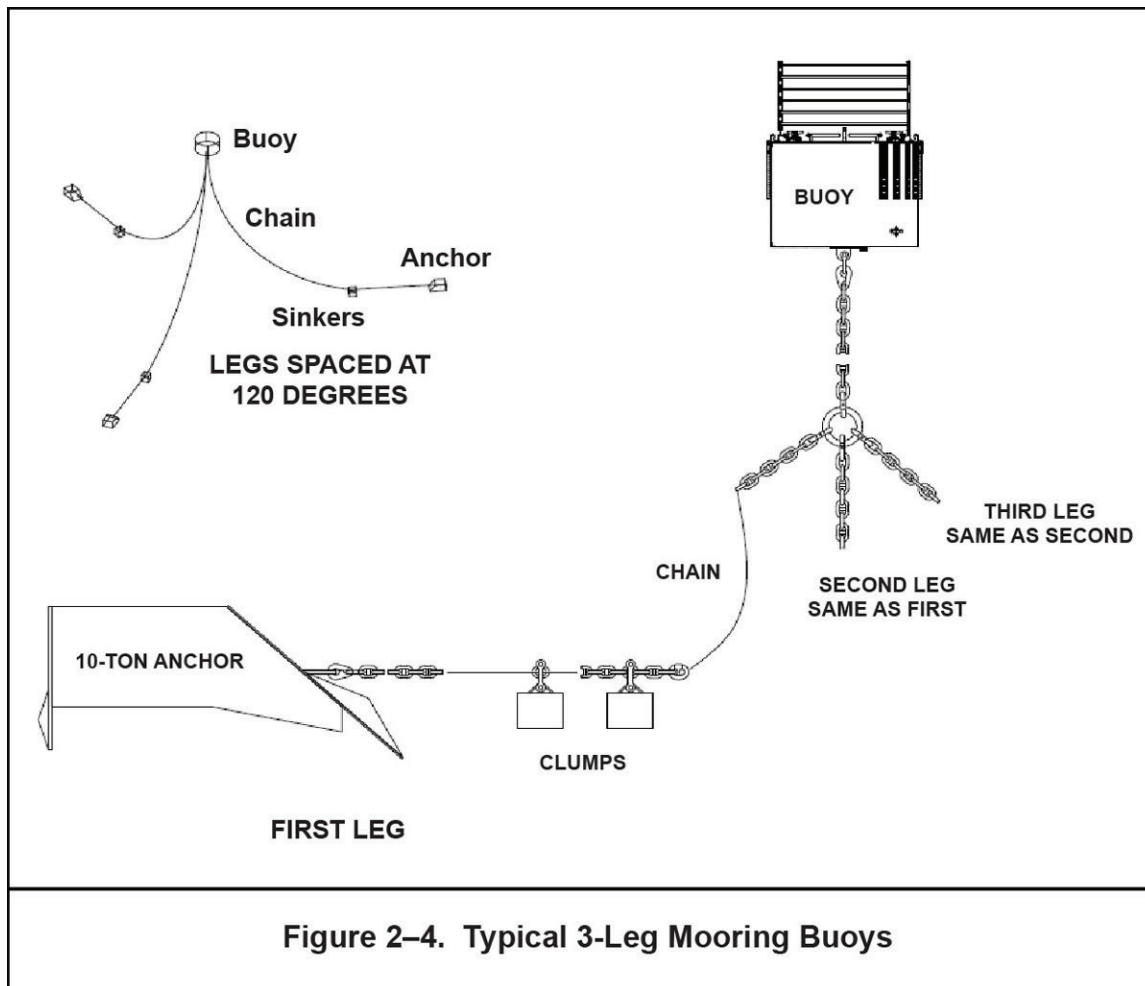 Buoy
Chain
Anchor
Sinkers
LEGS SPACED AT
120 DEGREES
BUOY
THIRD LEG
SAME AS SECOND
CHAIN
SECOND LEG
SAME AS FIRST
10-TON ANCHOR
CLUMPS
FIRST LEG
Figure 2–4.  Typical 3-Leg Mooring Buoys